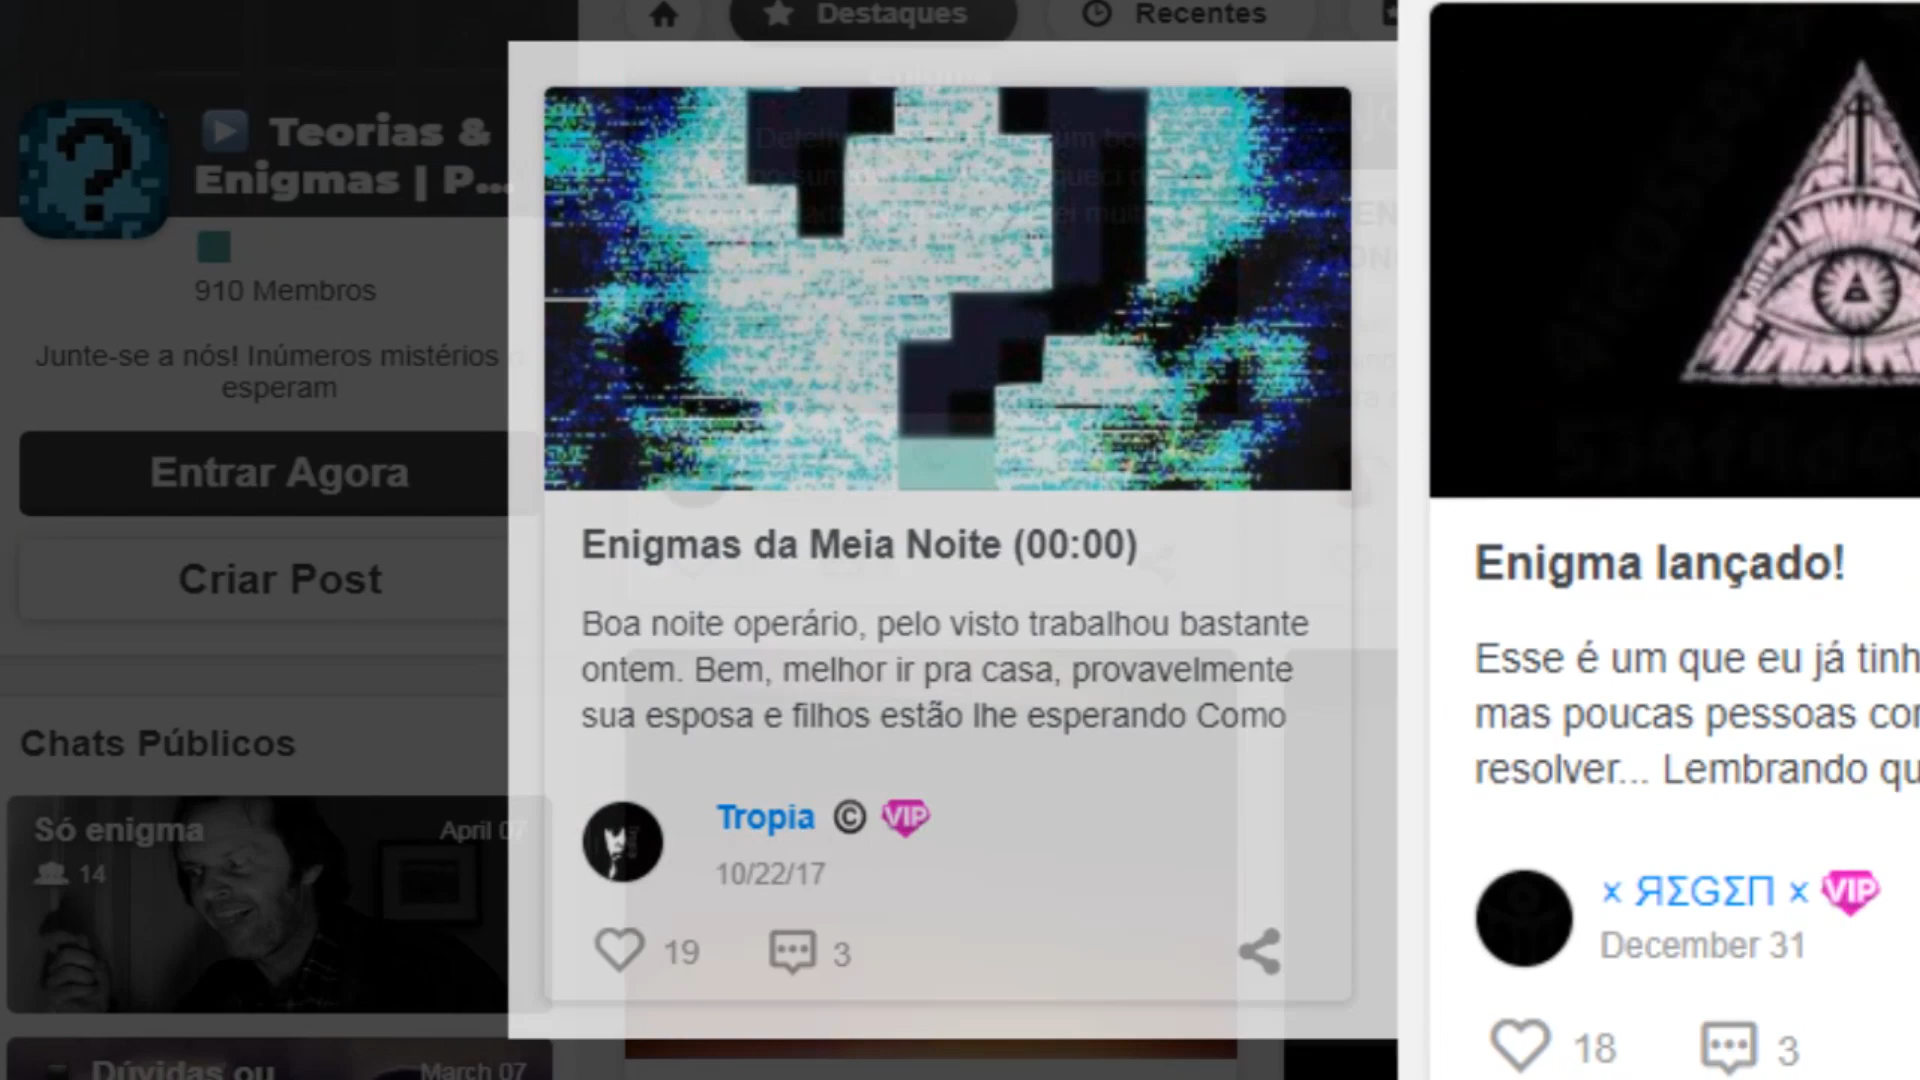 Destaques
Recentes
Teorias &
Enigmas | P...
910 Membros
Junte-se a nós! Inúmeros mistérios
esperam
Entrar Agora
Criar Post
Chats Públicos
Só enigma
April 07
14
Dúvidas ou
March 07
Enigmas da Meia Noite (00:00)
Boa noite operário, pelo visto trabalhou bastante
ontem. Bem, melhor ir pra casa, provavelmente
sua esposa e filhos estão lhe esperando Como
Tropia © VIP
10/22/17
19
3
Enigma lançado!
Esse é um que eu já tinh
mas poucas pessoas con
resolver... Lembrando qu
× ЯΣGΣΠ × VIP
December 31
18
3